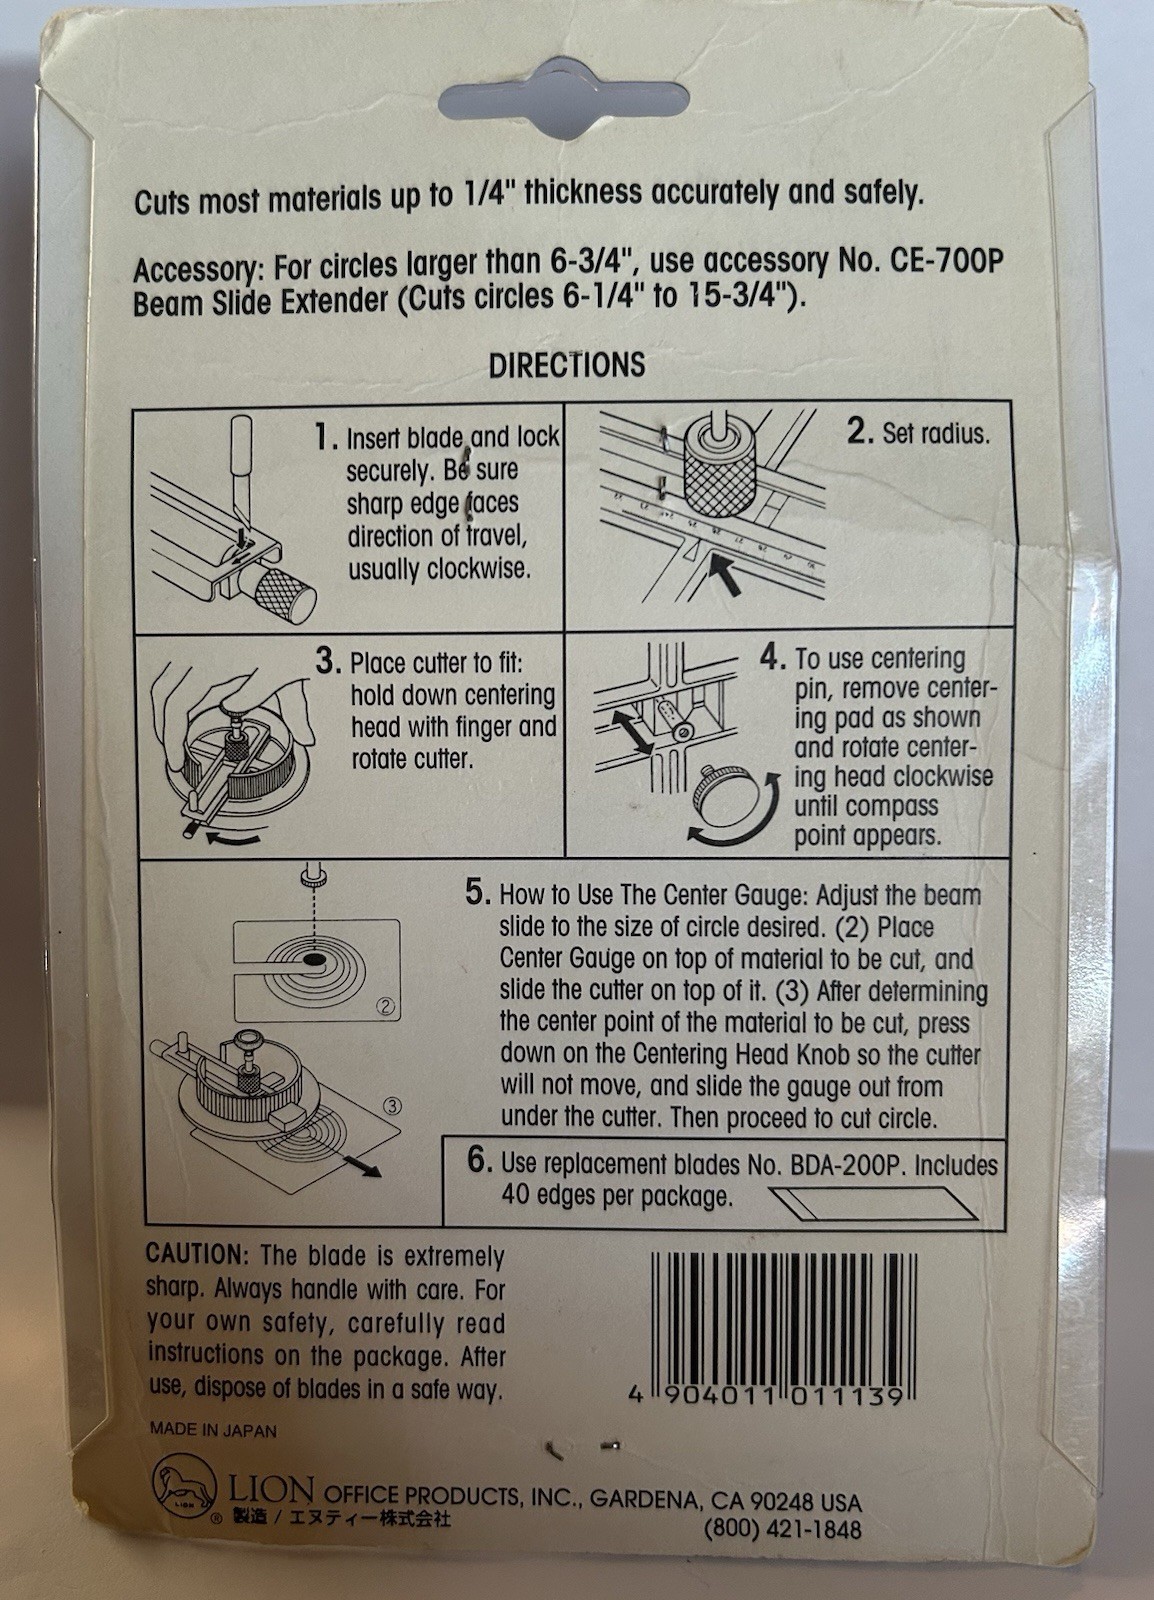 Cuts most materials up to 1/4" thickness accurately and safely.
Accessory: For circles larger than 6-3/4", use accessory No. CE-700P
Beam Slide Extender (Cuts circles 6-1/4" to 15-3/4").
DIRECTIONS
1. Insert blade and lock
securely. Be sure
sharp edge faces
direction of travel,
usually clockwise.
2. Set radius.
3. Place cutter to fit:
hold down centering
head with finger and
rotate cutter.
4. To use centering
pin, remove center-
ing pad as shown
and rotate center-
ing head clockwise
until compass
point appears.
5. How to Use The Center Gauge: Adjust the beam
slide to the size of circle desired. (2) Place
Center Gauge on top of material to be cut, and
slide the cutter on top of it. (3) After determining
the center point of the material to be cut, press
down on the Centering Head Knob so the cutter
will not move, and slide the gauge out from
under the cutter. Then proceed to cut circle.
②
③
6. Use replacement blades No. BDA-200P. Includes
40 edges per package.
CAUTION: The blade is extremely
sharp. Always handle with care. For
your own safety, carefully read
instructions on the package. After
use, dispose of blades in a safe way.
4 904011 011139
MADE IN JAPAN
LION
® LION OFFICE PRODUCTS, INC., GARDENA, CA 90248 USA
製造 / エヌティー株式会社
(800) 421-1848